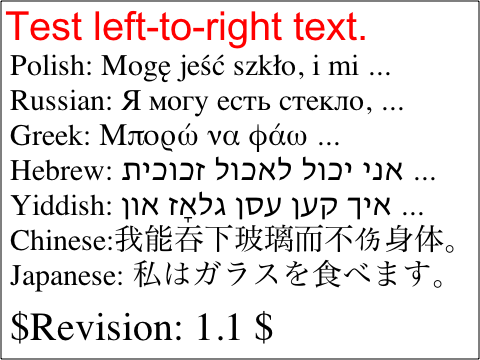 Test left-to-right text.
Polish: Mogę jeść szkło, i mi ...
Russian: Я могу есть стекло, ...
Greek: Μπορώ να φάω ...
Hebrew: אני יכול לאכול זכוכית ...
Yiddish: איך קען עסן גלאָז און ...
Chinese:我能吞下玻璃而不伤身体。
Japanese: 私はガラスを食べます。
$Revision: 1.1 $